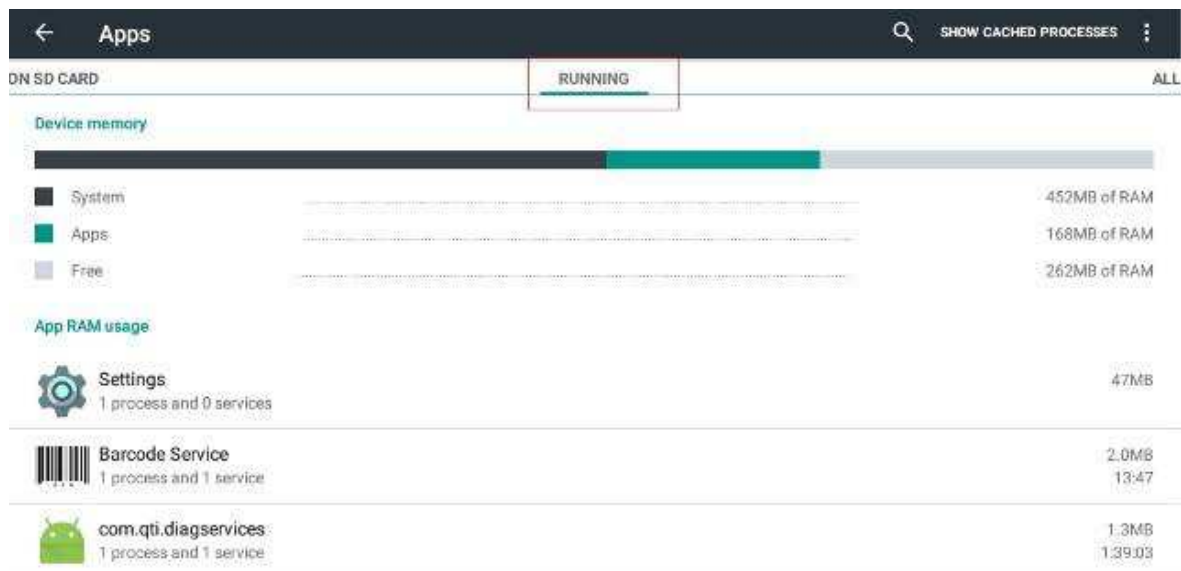 Apps
SHOW CACHED PROCESSES
ON SD CARD
RUNNING
ALL
Device memory
System 452MB of RAM
Apps 168MB of RAM
Free 262MB of RAM
App RAM usage
Settings 47MB
1 process and 0 services
Barcode Service 2.0MB
1 process and 1 service 13:47
com.qti.diagservices 1.3MB
1 process and 1 service 1:39:03